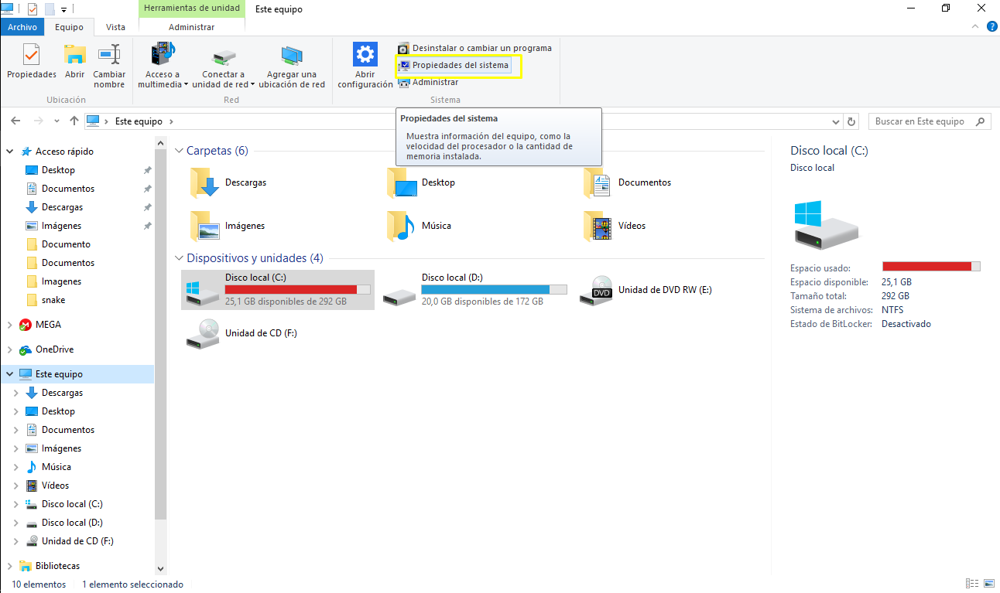 Herramientas de unidad
Este equipo
Archivo
Equipo
Vista
Administrar
Propiedades
Abrir
Cambiar
nombre
Ubicación
Acceso a
multimedia
Conectar a
unidad de red
Agregar una
ubicación de red
Red
Abrir
configuración
Desinstalar o cambiar un programa
Propiedades del sistema
Administrar
Sistema
Este equipo
Buscar en Este equipo
Propiedades del sistema
Muestra información del equipo, como la
velocidad del procesador o la cantidad de
memoria instalada.
Acceso rápido
Desktop
Documentos
Descargas
Imágenes
Documento
Documentos
Imagenes
snake
MEGA
OneDrive
Este equipo
Descargas
Desktop
Documentos
Imágenes
Música
Vídeos
Disco local (C:)
Disco local (D:)
Unidad de CD (F:)
Bibliotecas
Carpetas (6)
Descargas
Desktop
Documentos
Imágenes
Música
Vídeos
Dispositivos y unidades (4)
Disco local (C:)
25,1 GB disponibles de 292 GB
Disco local (D:)
20,0 GB disponibles de 172 GB
DVD
Unidad de DVD RW (E:)
Unidad de CD (F:)
Disco local (C:)
Disco local
Espacio usado:
Espacio disponible: 25,1 GB
Tamaño total: 292 GB
Sistema de archivos: NTFS
Estado de BitLocker: Desactivado
10 elementos
1 elemento seleccionado